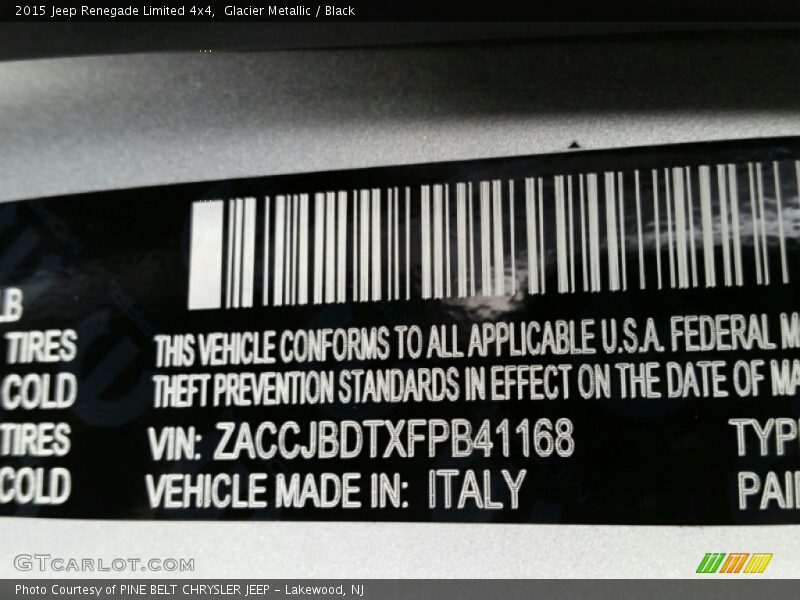 2015 Jeep Renegade Limited 4x4, Glacier Metallic / Black
LB
TIRES
COLD
TIRES
COLD
THIS VEHICLE CONFORMS TO ALL APPLICABLE U.S.A. FEDERAL M
THEFT PREVENTION STANDARDS IN EFFECT ON THE DATE OF MA
VIN: ZACCJBDTXFPB41168
VEHICLE MADE IN: ITALY
TYPE
PAI
GTCARLOT.COM
Photo Courtesy of PINE BELT CHRYSLER JEEP - Lakewood, NJ